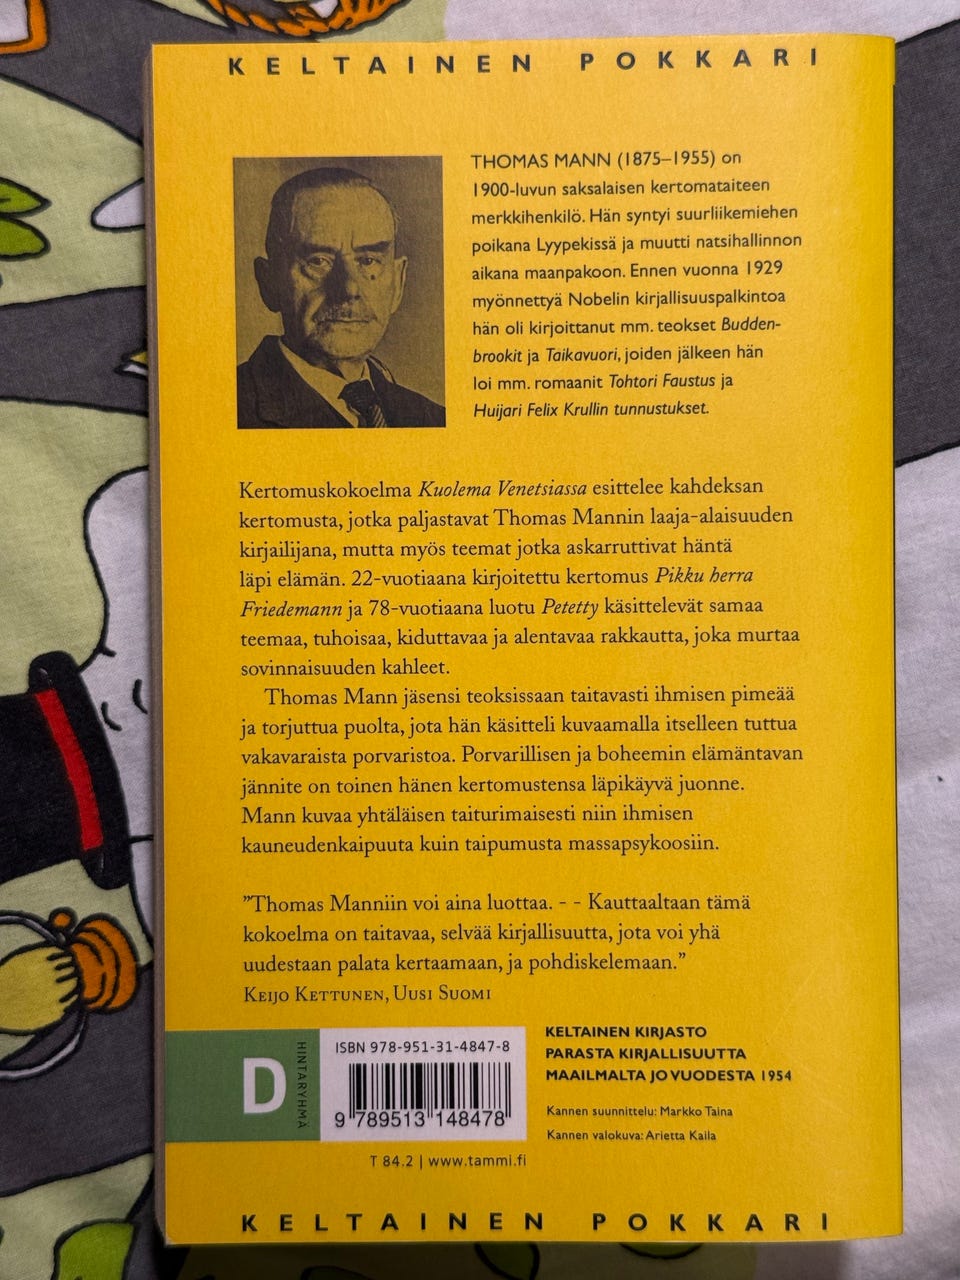 KELTAINEN POKKARI
THOMAS MANN (1875–1955) on
1900-luvun saksalaisen kertomataiteen
merkkihenkilö. Hän syntyi suurliikemiehen
poikana Lyypekissä ja muutti natsihallinnon
aikana maanpakoon. Ennen vuonna 1929
myönnettyä Nobelin kirjallisuuspalkintoa
hän oli kirjoittanut mm. teokset Budden-
brookit ja Taikavuori, joiden jälkeen hän
loi mm. romaanit Tohtori Faustus ja
Huijari Felix Krullin tunnustukset.
Kertomuskokoelma Kuolema Venetsiassa esittelee kahdeksan
kertomusta, jotka paljastavat Thomas Mannin laaja-alaisuuden
kirjailijana, mutta myös teemat jotka askarruttivat häntä
läpi elämän. 22-vuotiaana kirjoitettu kertomus Pikku herra
Friedemann ja 78-vuotiaana luotu Petetty käsittelevät samaa
teemaa, tuhoisaa, kiduttavaa ja alentavaa rakkautta, joka murtaa
sovinnaisuuden kahleet.
Thomas Mann jäsensi teoksissaan taitavasti ihmisen pimeää
ja torjuttua puolta, jota hän käsitteli kuvaamalla itselleen tuttua
vakavaraista porvaristoa. Porvarillisen ja boheemin elämäntavan
jännite on toinen hänen kertomustensa läpikäyvä juonne.
Mann kuvaa yhtäläisen taiturimaisesti niin ihmisen
kauneudenkaipuuta kuin taipumusta massapsykoosiin.
”Thomas Manniin voi aina luottaa. - - Kauttaaltaan tämä
kokoelma on taitavaa, selvää kirjallisuutta, jota voi yhä
uudestaan palata kertaamaan, ja pohdiskelemaan.”
KEIJO KETTUNEN, UUSI SUOMI
D
HINTARYHMÄ
ISBN 978-951-31-4847-8
9 789513 148478
T 84.2 | www.tammi.fi
KELTAINEN KIRJASTO
PARASTA KIRJALLISUUTTA
MAAILMALTA JO VUODESTA 1954
Kannen suunnittelu: Markko Taina
Kannen valokuva: Arietta Kaila
KELTAINEN POKKARI